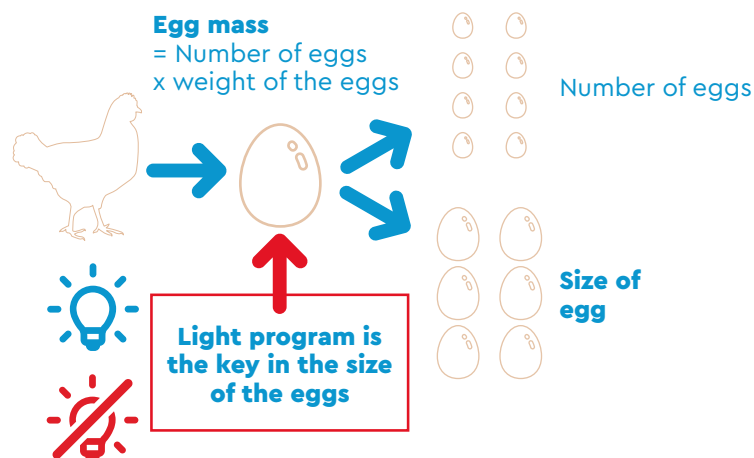 Egg mass
= Number of eggs
x weight of the eggs
Number of eggs
Size of
egg
Light program is
the key in the size
of the eggs